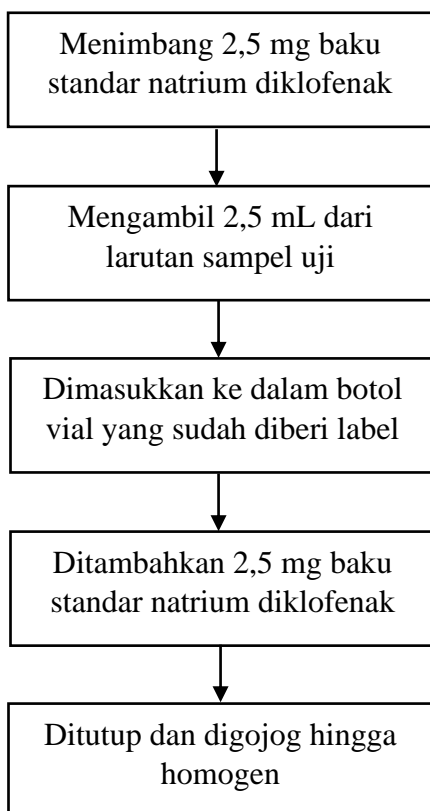 Menimbang 2,5 mg baku
standar natrium diklofenak
Mengambil 2,5 mL dari
larutan sampel uji
Dimasukkan ke dalam botol
vial yang sudah diberi label
Ditambahkan 2,5 mg baku
standar natrium diklofenak
Ditutup dan digojog hingga
homogen